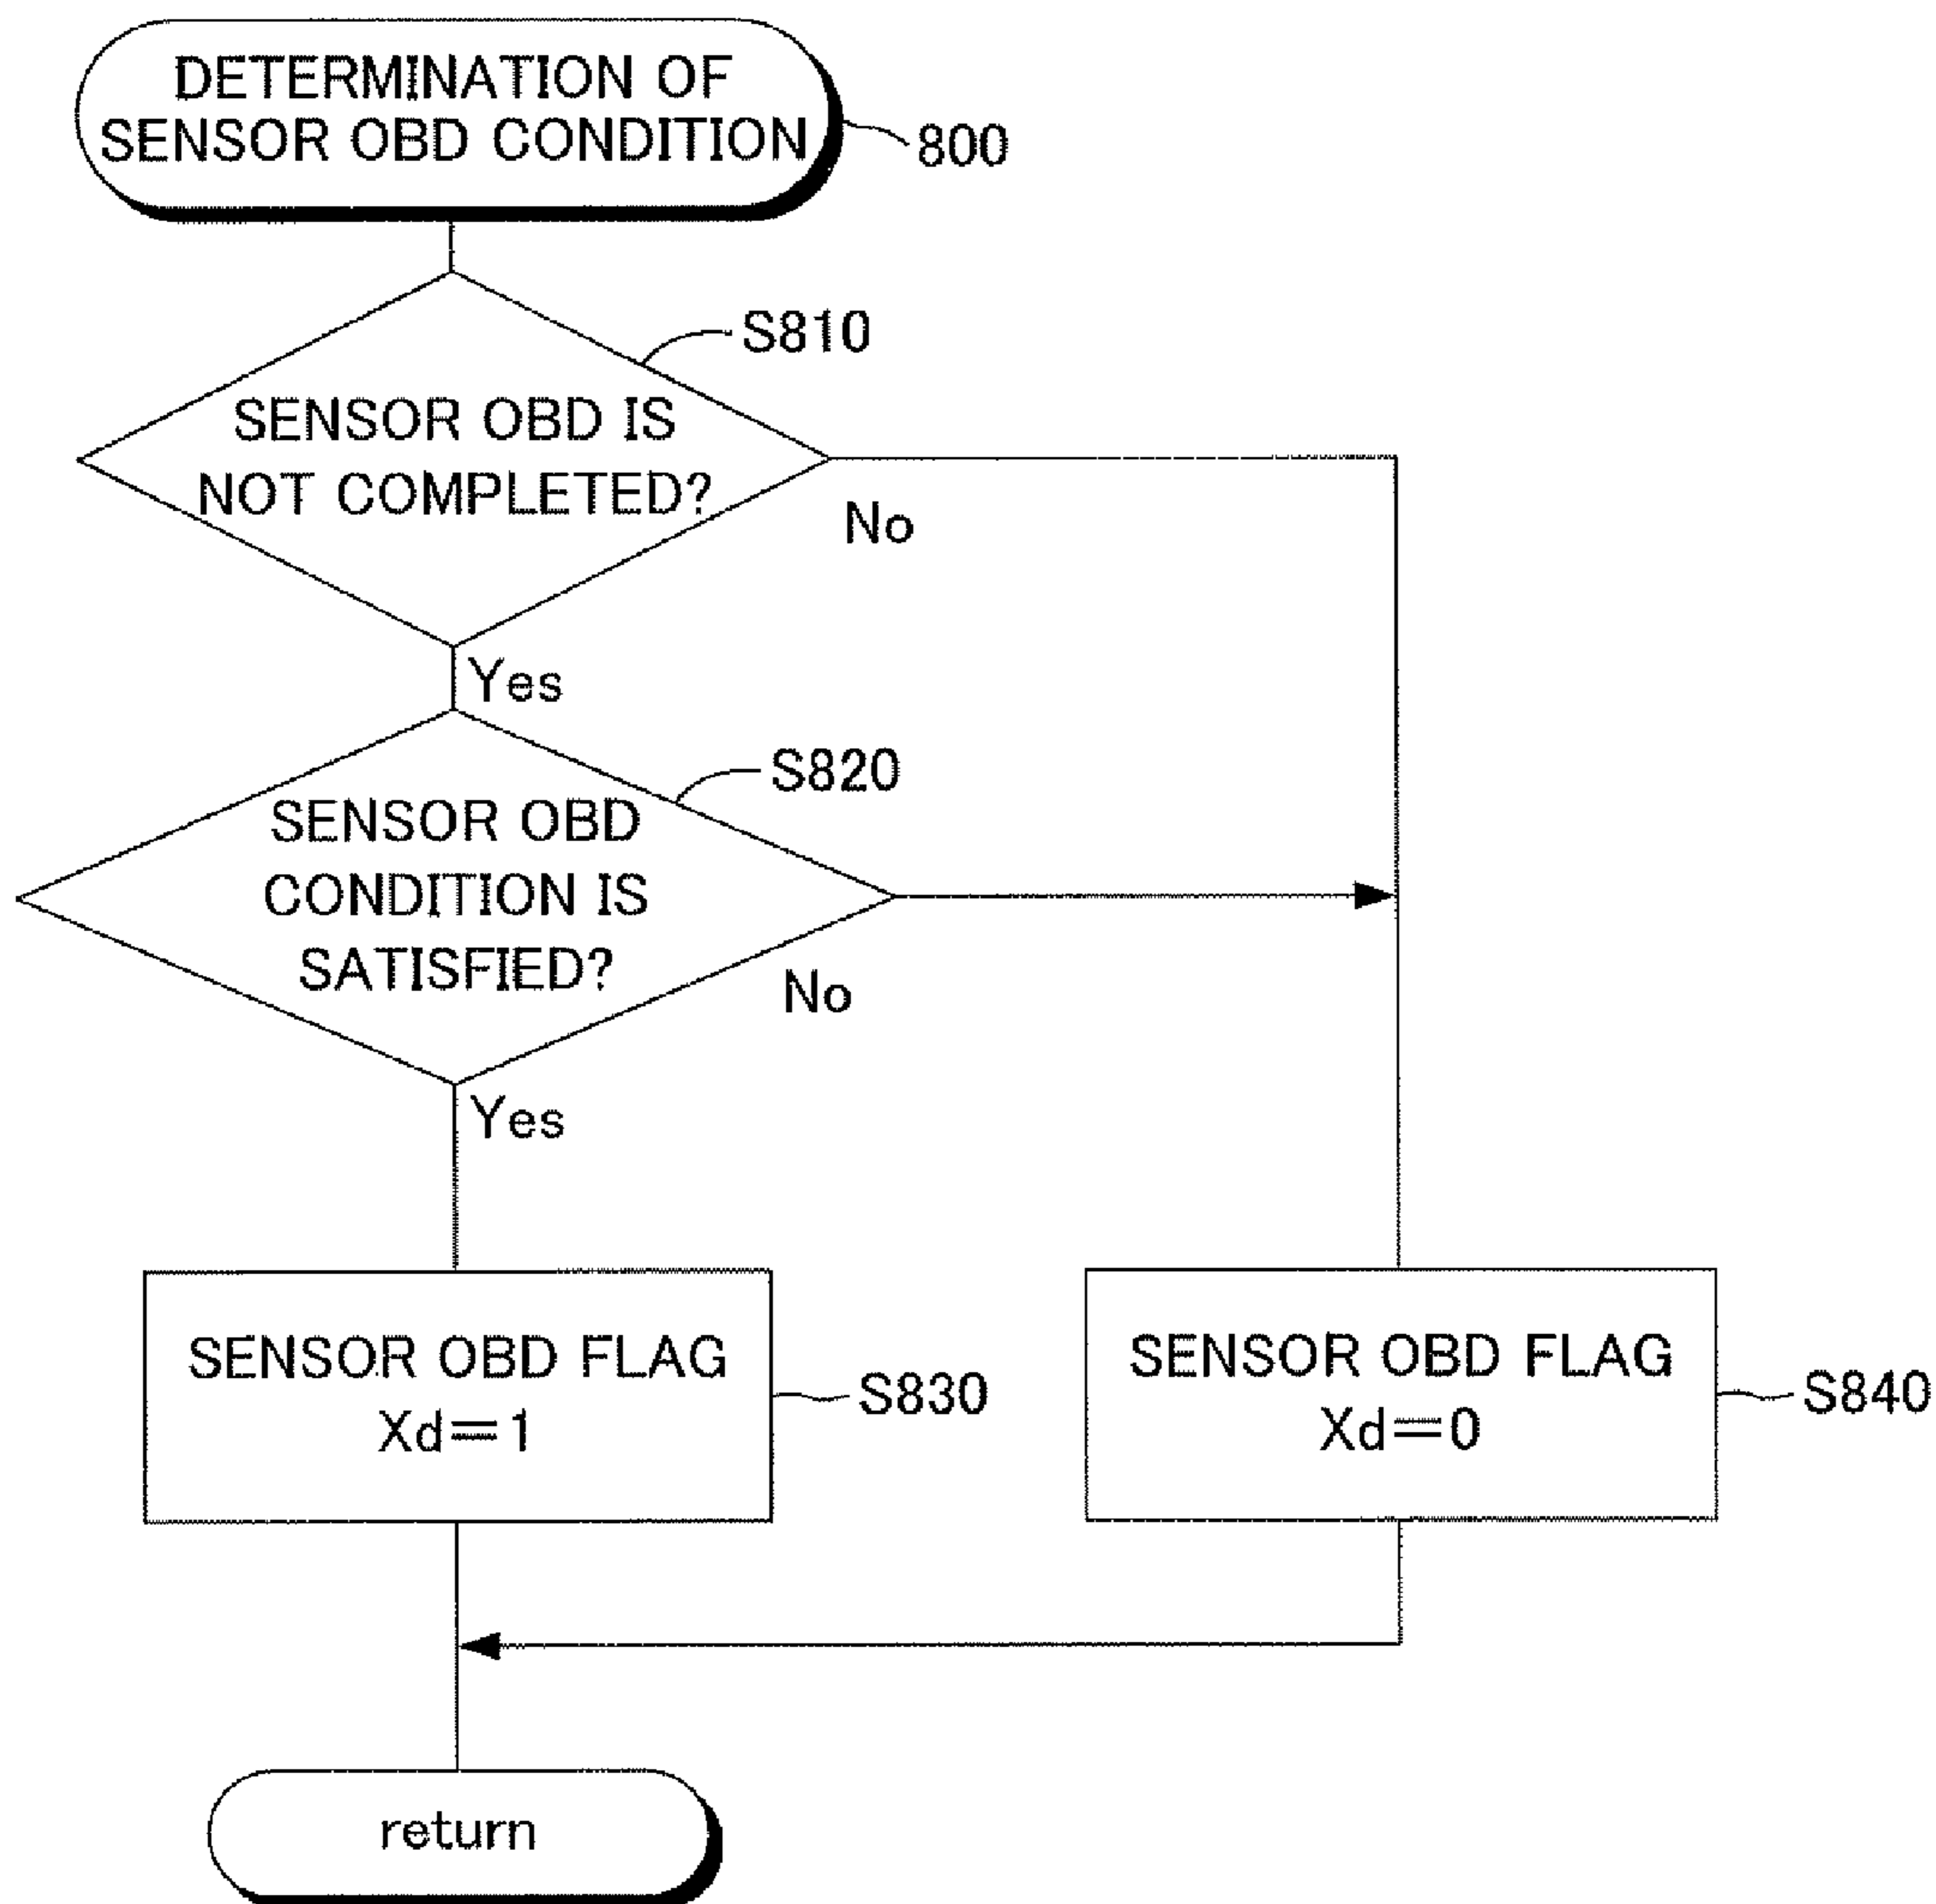 DETERMINATION OF
SENSOR OBD CONDITION
800
S810
SENSOR OBD IS
NOT COMPLETED?
No
Yes
S820
SENSOR OBD
CONDITION IS
SATISFIED?
No
Yes
SENSOR OBD FLAG
Xd=1
S830
SENSOR OBD FLAG
Xd=0
S840
return